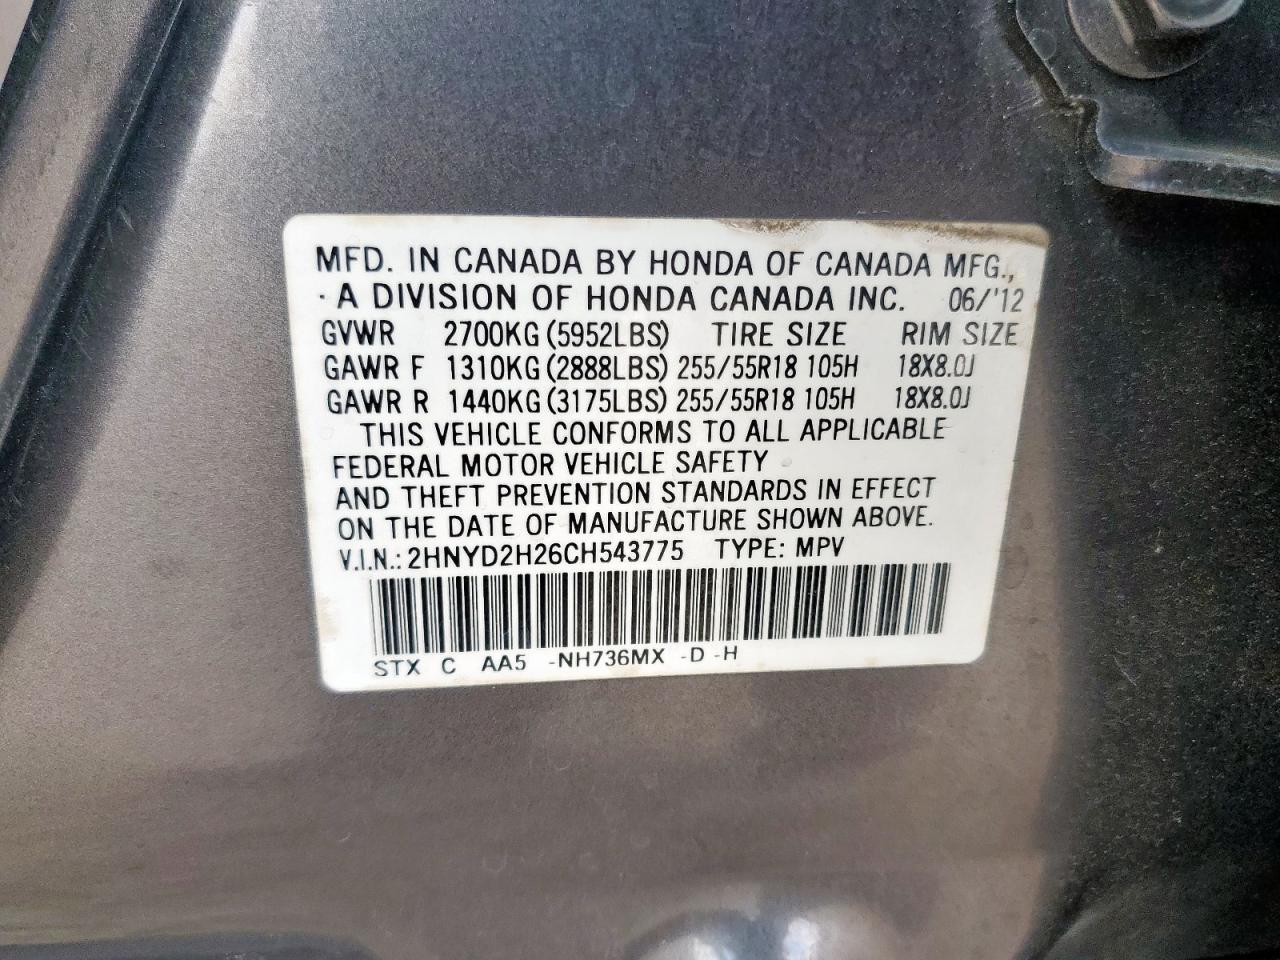 MFD. IN CANADA BY HONDA OF CANADA MFG.,
· A DIVISION OF HONDA CANADA INC. 06/'12
GVWR 2700KG (5952LBS) TIRE SIZE RIM SIZE
GAWR F 1310KG (2888LBS) 255/55R18 105H 18X8.0J
GAWR R 1440KG (3175LBS) 255/55R18 105H 18X8.0J
THIS VEHICLE CONFORMS TO ALL APPLICABLE
FEDERAL MOTOR VEHICLE SAFETY
AND THEFT PREVENTION STANDARDS IN EFFECT
ON THE DATE OF MANUFACTURE SHOWN ABOVE.
V.I.N.: 2HNYD2H26CH543775 TYPE: MPV
STX C AA5 -NH736MX -D -H